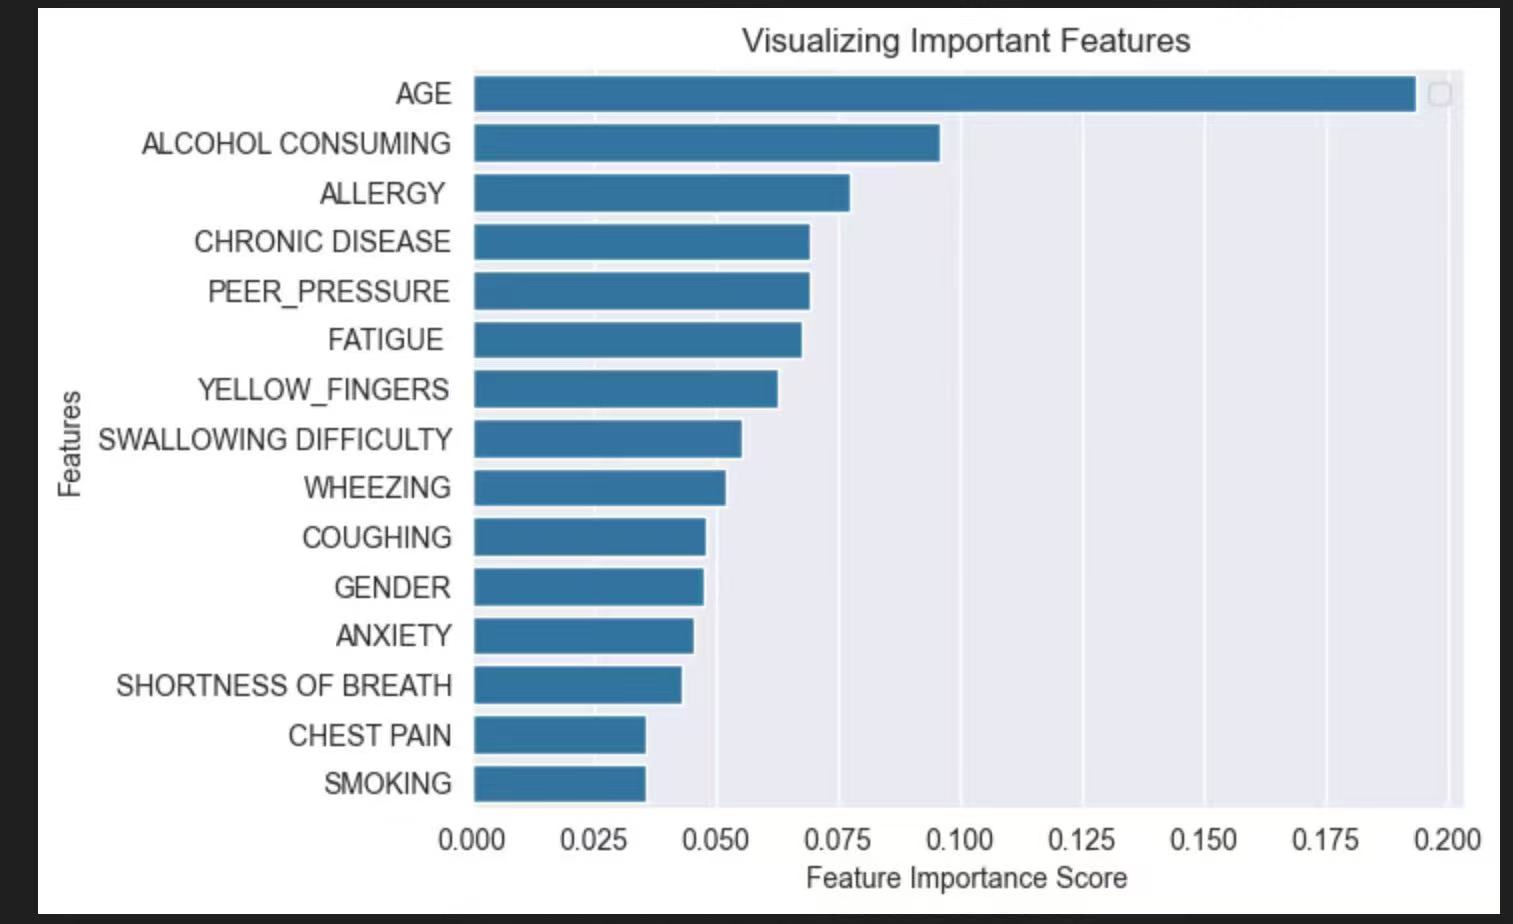 Visualizing Important Features
AGE
ALCOHOL CONSUMING
ALLERGY
CHRONIC DISEASE
PEER_PRESSURE
FATIGUE
YELLOW_FINGERS
SWALLOWING DIFFICULTY
WHEEZING
COUGHING
GENDER
ANXIETY
SHORTNESS OF BREATH
CHEST PAIN
SMOKING
Features
0.000 0.025 0.050 0.075 0.100 0.125 0.150 0.175 0.200
Feature Importance Score